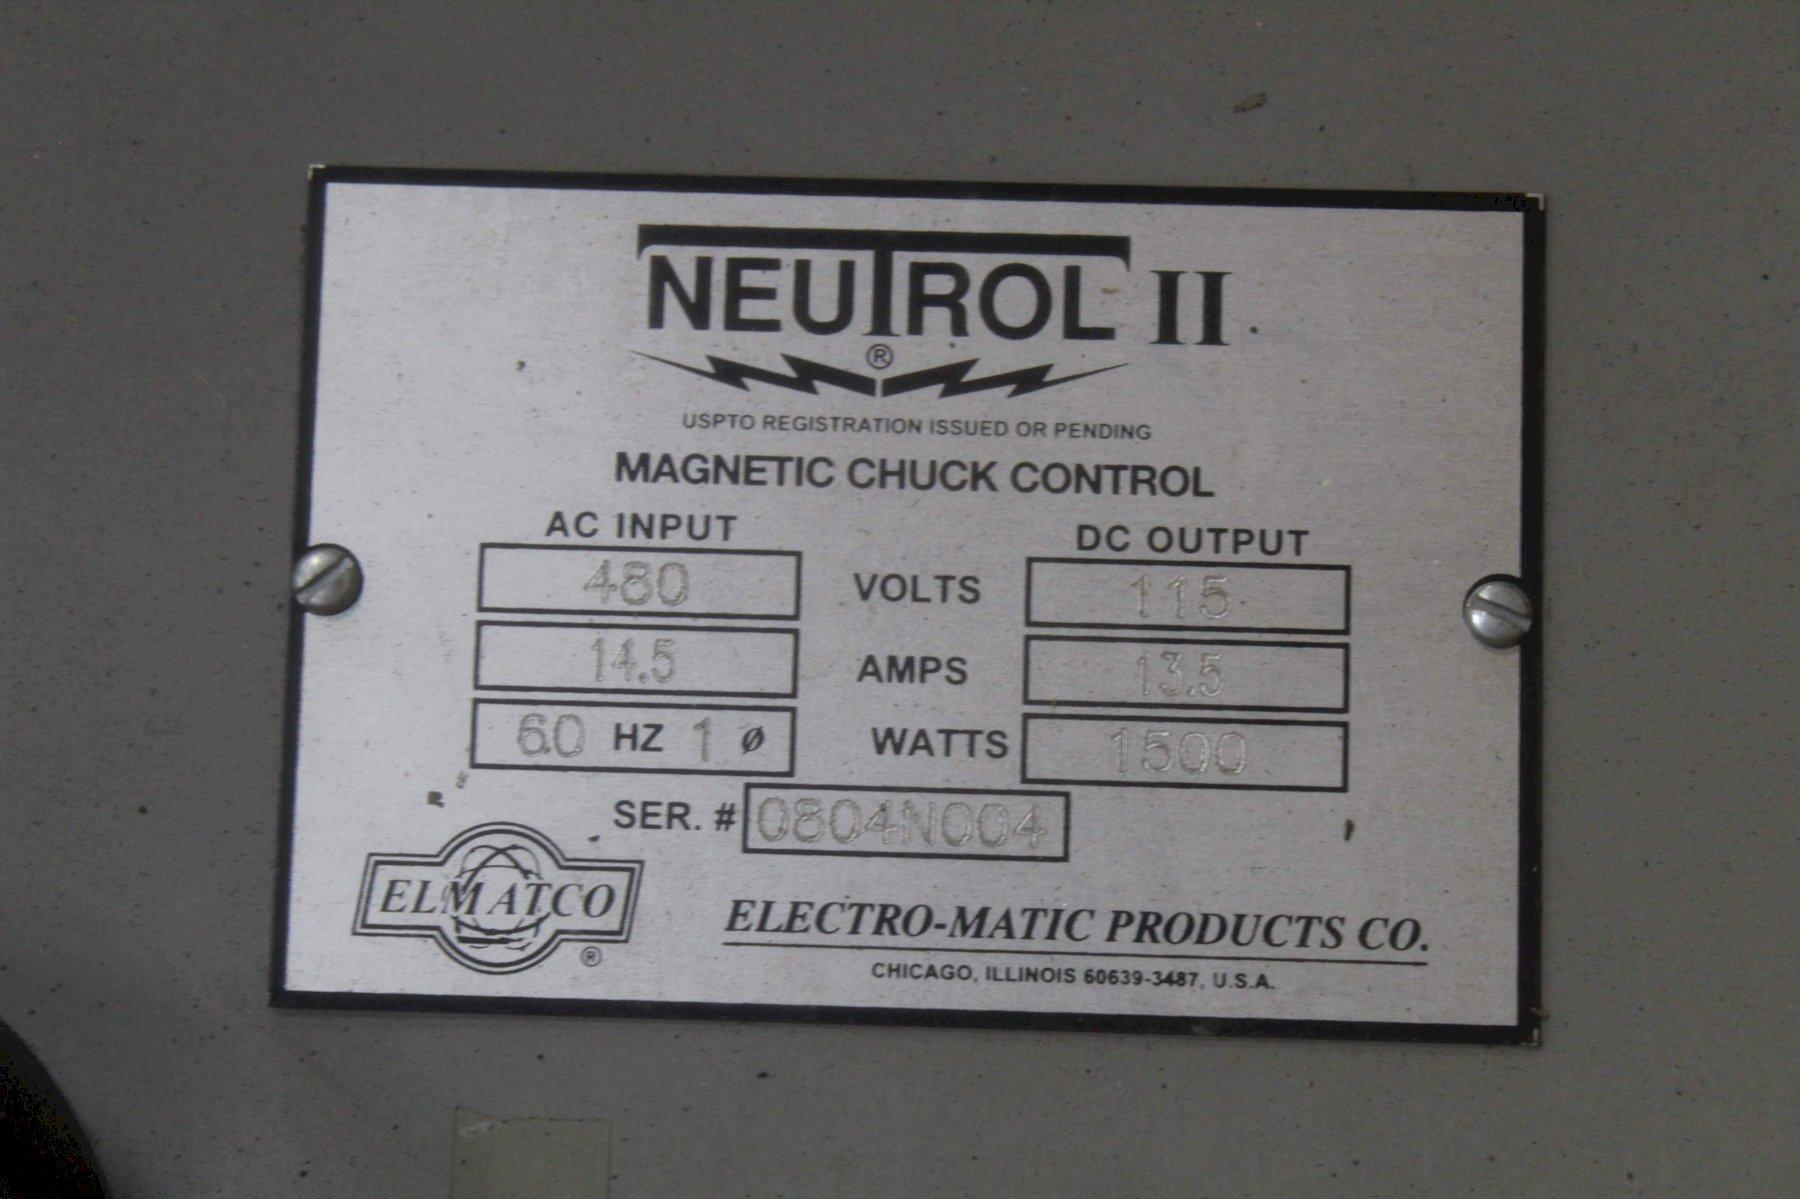 NEUTROL II
®
USPTO REGISTRATION ISSUED OR PENDING
MAGNETIC CHUCK CONTROL
AC INPUT DC OUTPUT
480 VOLTS 115
14.5 AMPS 13.5
60 HZ 1 ø WATTS 1500
SER. # 0804N004
ELMATCO
®
ELECTRO-MATIC PRODUCTS CO.
CHICAGO, ILLINOIS 60639-3487, U.S.A.